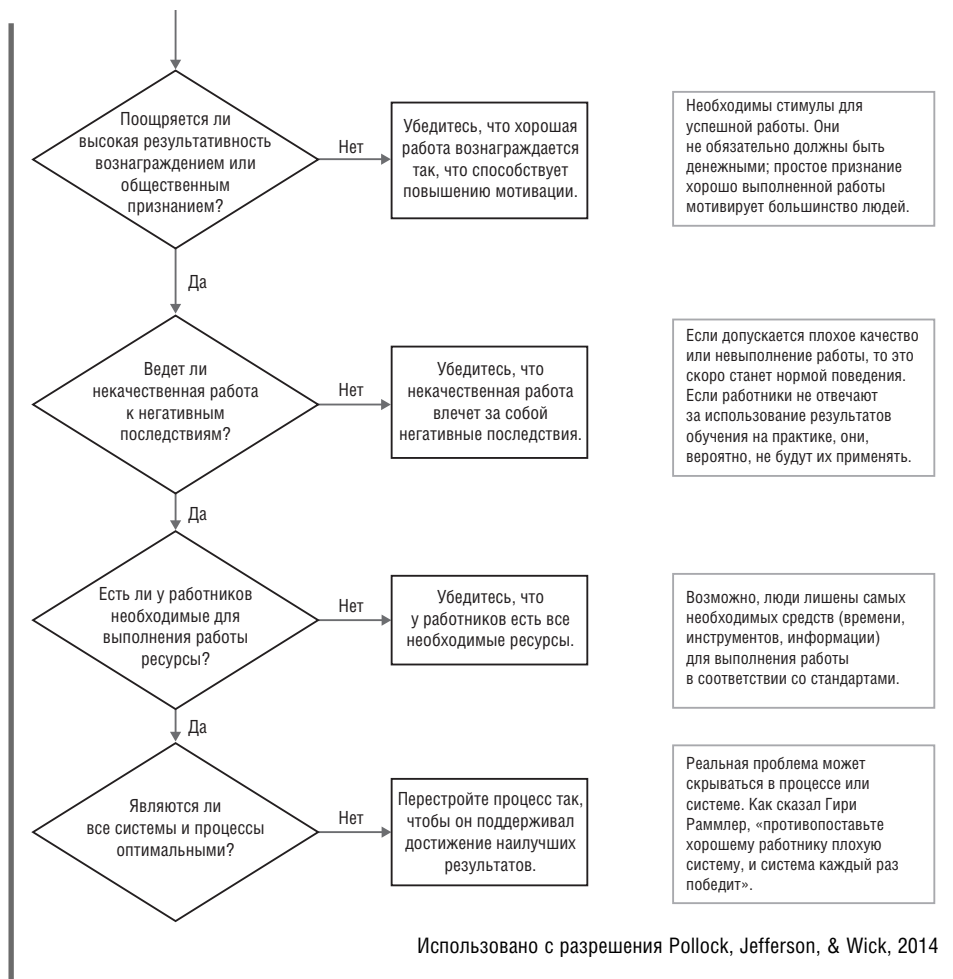 Поощряется ли
высокая результативность
вознаграждением или
общественным
признанием?
Нет
Убедитесь, что хорошая
работа вознаграждается
так, что способствует
повышению мотивации.
Необходимы стимулы для
успешной работы. Они
не обязательно должны быть
денежными; простое признание
хорошо выполненной работы
мотивирует большинство людей.
Да
Ведет ли
некачественная работа
к негативным
последствиям?
Нет
Убедитесь, что
некачественная работа
влечет за собой
негативные последствия.
Если допускается плохое качество
или невыполнение работы, то это
скоро станет нормой поведения.
Если работники не отвечают
за использование результатов
обучения на практике, они,
вероятно, не будут их применять.
Да
Есть ли у работников
необходимые для
выполнения работы
ресурсы?
Нет
Убедитесь, что
у работников есть все
необходимые ресурсы.
Возможно, люди лишены самых
необходимых средств (времени,
инструментов, информации)
для выполнения работы
в соответствии со стандартами.
Да
Являются ли
все системы и процессы
оптимальными?
Нет
Перестройте процесс так,
чтобы он поддерживал
достижение наилучших
результатов.
Реальная проблема может
скрываться в процессе или
системе. Как сказал Гири
Раммлер, «противопоставьте
хорошему работнику плохую
систему, и система каждый раз
победит».
Использовано с разрешения Pollock, Jefferson, & Wick, 2014